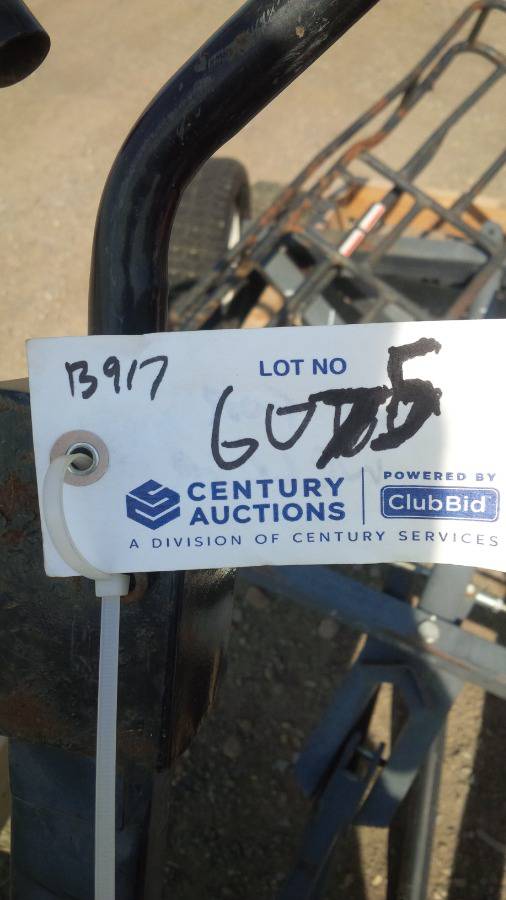 B917
LOT NO
CENTURY
AUCTIONS
POWERED BY
ClubBid
A DIVISION OF CENTURY SERVICES